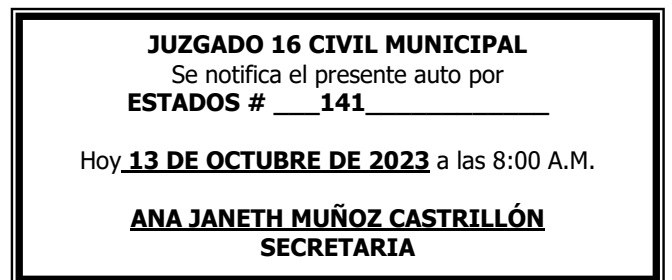 JUZGADO 16 CIVIL MUNICIPAL
Se notifica el presente auto por
ESTADOS # ___141____________
Hoy 13 DE OCTUBRE DE 2023 a las 8:00 A.M.
ANA JANETH MUÑOZ CASTRILLÓN
SECRETARIA